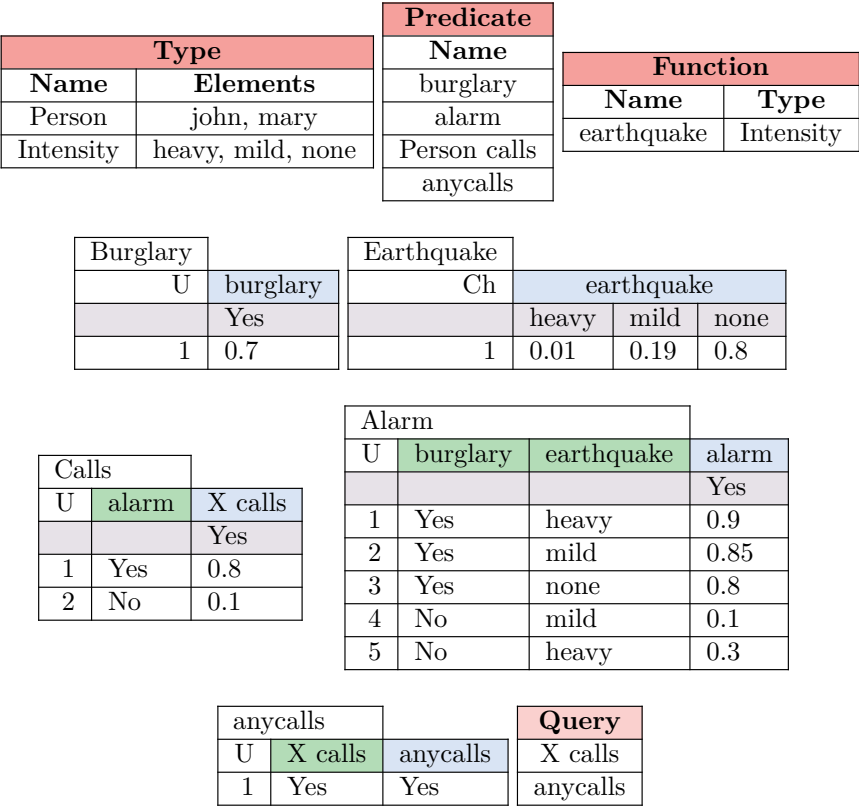 Type
Name Elements
Person john, mary
Intensity heavy, mild, none
Predicate
Name
burglary
alarm
Person calls
anycalls
Function
Name Type
earthquake Intensity
Burglary
U burglary
Yes
1 0.7
Earthquake
Ch earthquake
heavy mild none
1 0.01 0.19 0.8
Calls
U alarm X calls
Yes
1 Yes 0.8
2 No 0.1
Alarm
U burglary earthquake alarm
Yes
1 Yes heavy 0.9
2 Yes mild 0.85
3 Yes none 0.8
4 No mild 0.1
5 No heavy 0.3
anycalls
U X calls anycalls
1 Yes Yes
Query
X calls
anycalls